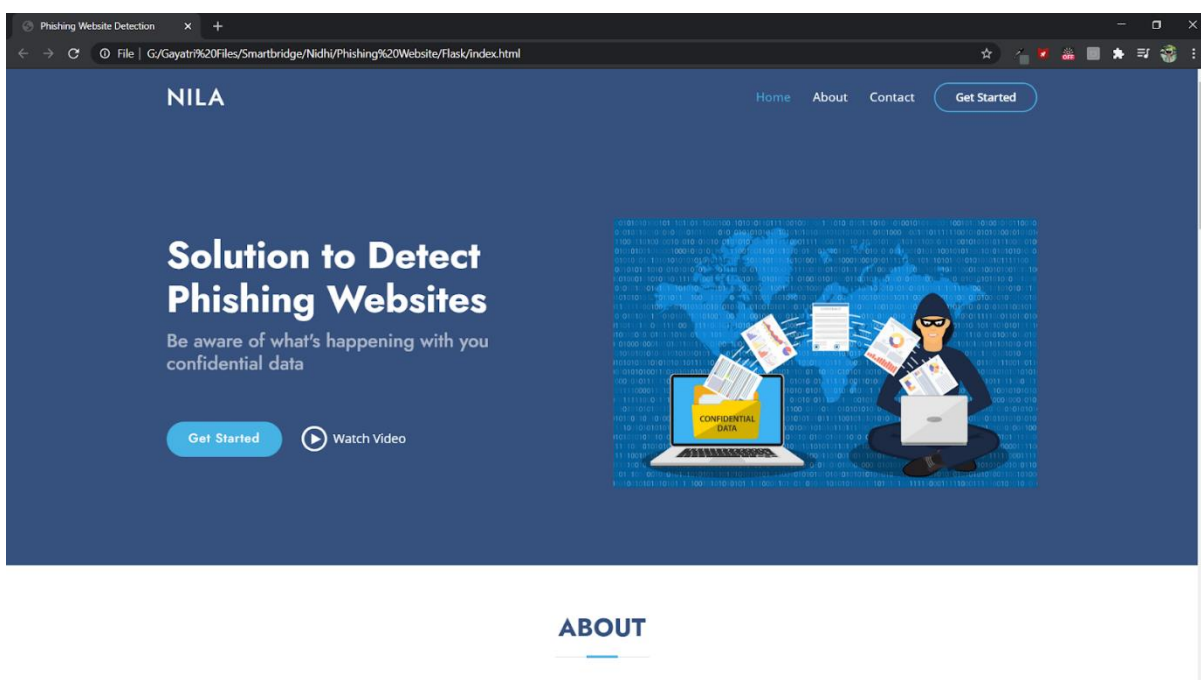 Phishing Website Detection
File | G:/Gayatri%20Files/Smartbridge/Nidhi/Phishing%20Website/Flask/index.html
OFF
NILA
Home About Contact Get Started
Solution to Detect
Phishing Websites
Be aware of what's happening with you
confidential data
Get Started Watch Video
CONFIDENTIAL
DATA
ABOUT